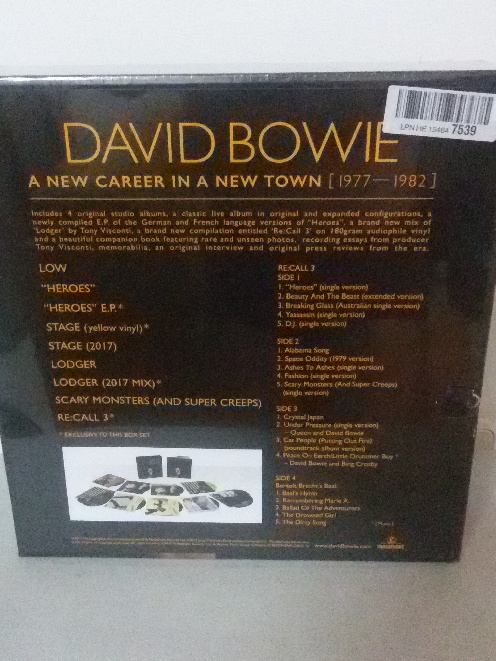 LPNHE 15464 7539
DAVID BOWIE
A NEW CAREER IN A NEW TOWN [1977—1982]
Includes 4 original studio albums, a classic live album in original and expanded configurations, a
newly compiled E.P. of the German and French language versions of "Heroes", a brand new mix of
'Lodger' by Tony Visconti, a brand new compilation entitled 'Re:Call 3' on 180gram audiophile vinyl
and a beautiful companion book featuring rare and unseen photos, recording essays from producer
Tony Visconti, memorabilia, an original interview and original press reviews from the era.
LOW
"HEROES"
"HEROES" E.P.*
STAGE (yellow vinyl)*
STAGE (2017)
LODGER
LODGER (2017 MIX)*
SCARY MONSTERS (AND SUPER CREEPS)
RE:CALL 3*
* EXCLUSIVE TO THIS BOX SET
RE:CALL 3
SIDE 1
1. "Heroes" (single version)
2. Beauty And The Beast (extended version)
3. Breaking Glass (Australian single version)
4. Yassassin (single version)
5. D.J. (single version)
SIDE 2
1. Alabama Song
2. Space Oddity (1979 version)
3. Ashes To Ashes (single version)
4. Fashion (single version)
5. Scary Monsters (And Super Creeps)
(single version)
SIDE 3
1. Crystal Japan
2. Under Pressure (single version)
– Queen and David Bowie
3. Cat People (Putting Out Fire)
(soundtrack album version)
4. Peace On Earth/Little Drummer Boy
– David Bowie and Bing Crosby
SIDE 4
Bertolt Brecht's Baal
1. Baal's Hymn
2. Remembering Marie A.
3. Ballad Of The Adventurers
4. The Drowned Girl
5. The Dirty Song
www.davidbowie.com